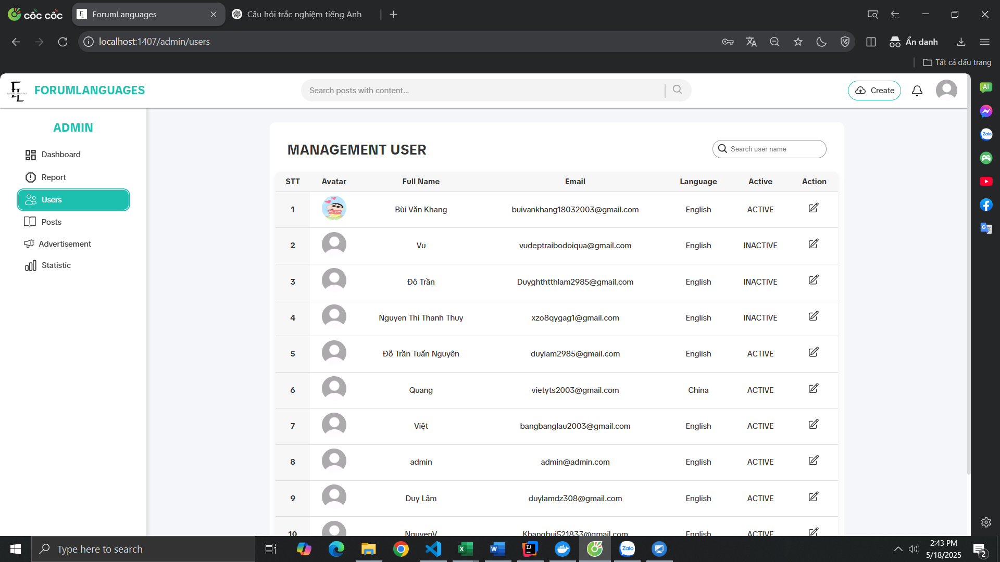 cốc cốc
ForumLanguages
Câu hỏi trắc nghiệm tiếng Anh
localhost:1407/admin/users
Ẩn danh
Tất cả dấu trang
FORUMLANGUAGES
Search posts with content...
Create
ADMIN
Dashboard
Report
Users
Posts
Advertisement
Statistic
MANAGEMENT USER
Search user name
STT Avatar Full Name Email Language Active Action
1 Bùi Văn Khang buivankhang18032003@gmail.com English ACTIVE
2 Vu vudeptraibodoiqua@gmail.com English INACTIVE
3 Đô Trần Duyghthtthlam2985@gmail.com English INACTIVE
4 Nguyen Thi Thanh Thuy xzo8qygag1@gmail.com English INACTIVE
5 Đỗ Trần Tuấn Nguyên duylam2985@gmail.com English ACTIVE
6 Quang vietyts2003@gmail.com China ACTIVE
7 Việt bangbanglau2003@gmail.com English ACTIVE
8 admin admin@admin.com English ACTIVE
9 Duy Lâm duylamdz308@gmail.com English ACTIVE
10 NguyenV Khangbui521833@gmail.com English ACTIVE
AI
Zalo
Type here to search
Zalo
2:43 PM
5/18/2025
2